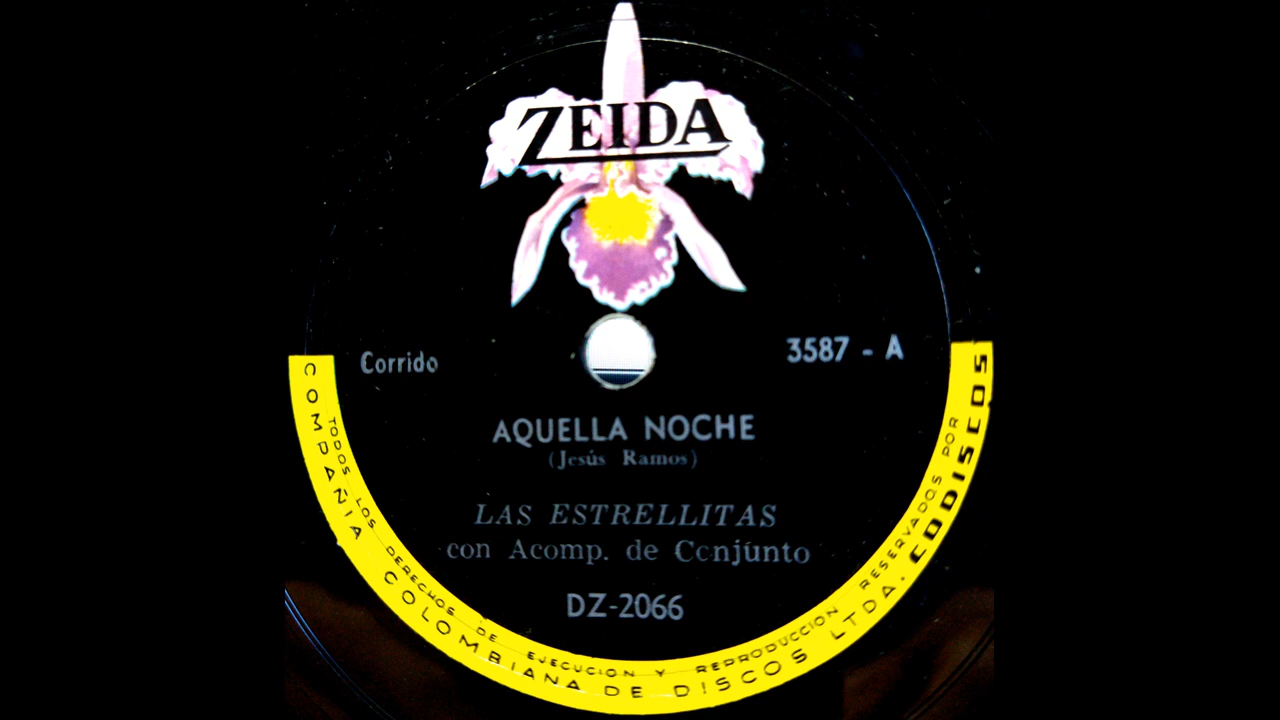 ZEIDA
Corrido
3587 - A
AQUELLA NOCHE
(Jesús Ramos)
LAS ESTRELLITAS
con Acomp. de Ccnjúnto
DZ-2066
TODOS LOS DERECHOS DE EJECUCION Y REPRODUCCION RESERVADOS POR
COMPAÑIA COLOMBIANA DE DISCOS LTDA. CODISCOS